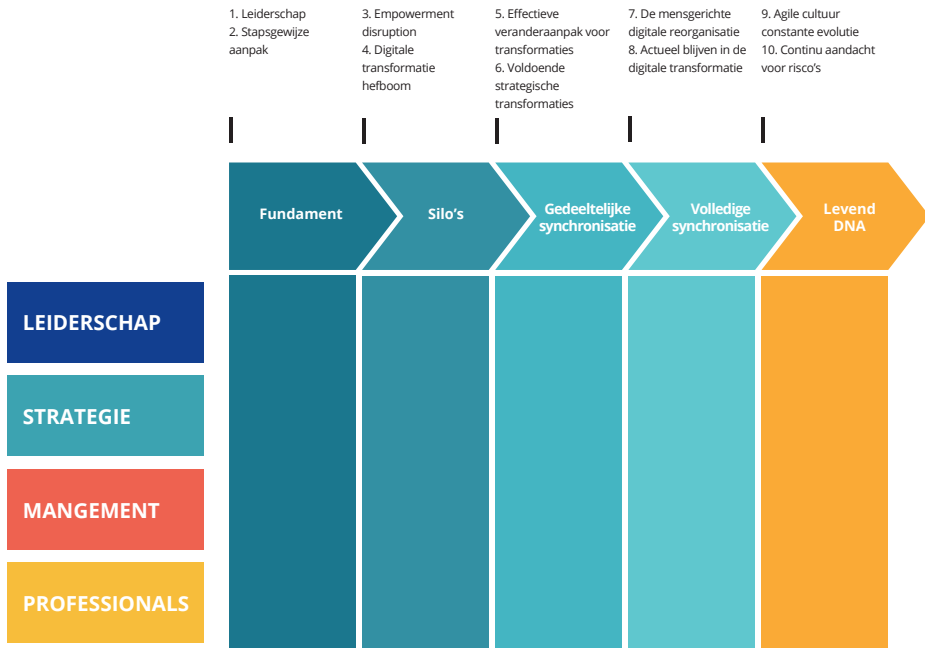 1. Leiderschap
2. Stapsgewijze
aanpak
3. Empowerment
disruption
4. Digitale
transformatie
hefboom
5. Effectieve
veranderaanpak voor
transformaties
6. Voldoende
strategische
transformaties
7. De mensgerichte
digitale reorganisatie
8. Actueel blijven in de
digitale transformatie
9. Agile cultuur
constante evolutie
10. Continu aandacht
voor risco's
Fundament
Silo's
Gedeeltelijke
synchronisatie
Volledige
synchronisatie
Levend
DNA
LEIDERSCHAP
STRATEGIE
MANGEMENT
PROFESSIONALS